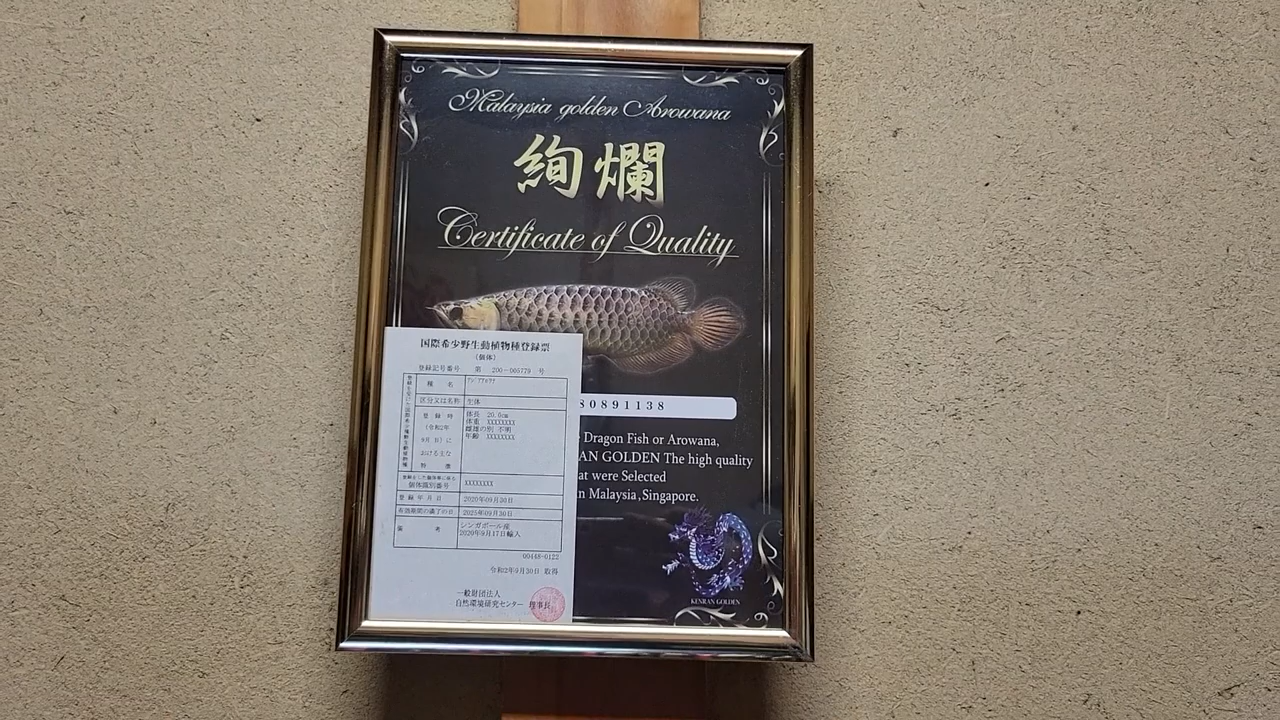 Malaysia golden Arowana
絢爛
Certificate of Quality
80891138
Dragon Fish or Arowana,
AN GOLDEN The high quality
at were Selected
n Malaysia,Singapore.
KENRAN GOLDEN
国際希少野生動植物種登録票
(個体)
登録記号番号 第 200-005779 号
種 名 ｱｼﾞｱｱﾛﾜﾅ
区分又は名称 生体
登 録 時
(令和2年
9月 日)に
おける主な
特 徴
体長 20.0cm
体重 XXXXXXXX
雌雄の別 不明
年齢 XXXXXXXX
個体識別番号 XXXXXXXX
登録年月日 2020年09月30日
有効期間の満了の日 2025年09月30日
備 考 シンガポール産
2020年9月17日輸入
00448-0122
令和2年9月30日 取得
一般財団法人
自然環境研究センター 理事長